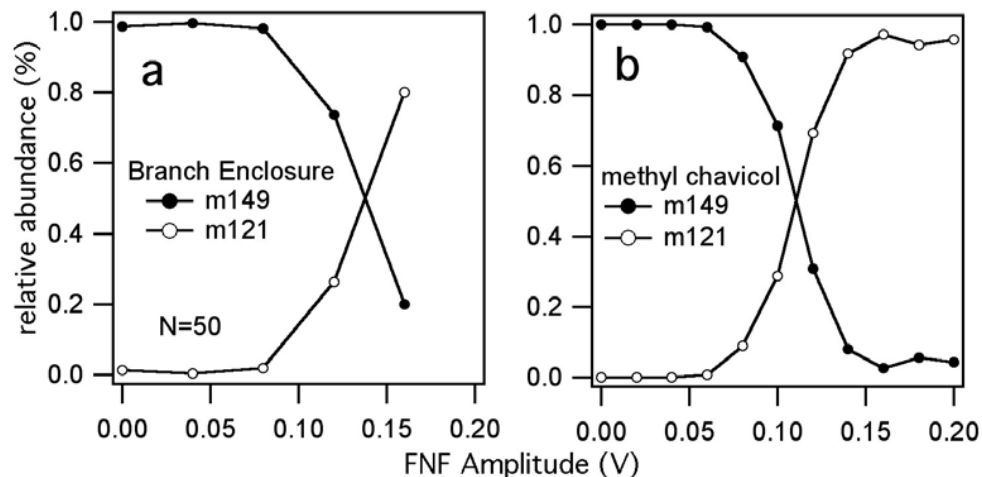 relative abundance (%)
1.0
0.8
0.6
0.4
0.2
0.0
a
Branch Enclosure
m149
m121
N=50
0.00
0.05
0.10
0.15
0.20
1.0
0.8
0.6
0.4
0.2
0.0
b
methyl chavicol
m149
m121
0.00
0.05
0.10
0.15
0.20
FNF Amplitude (V)